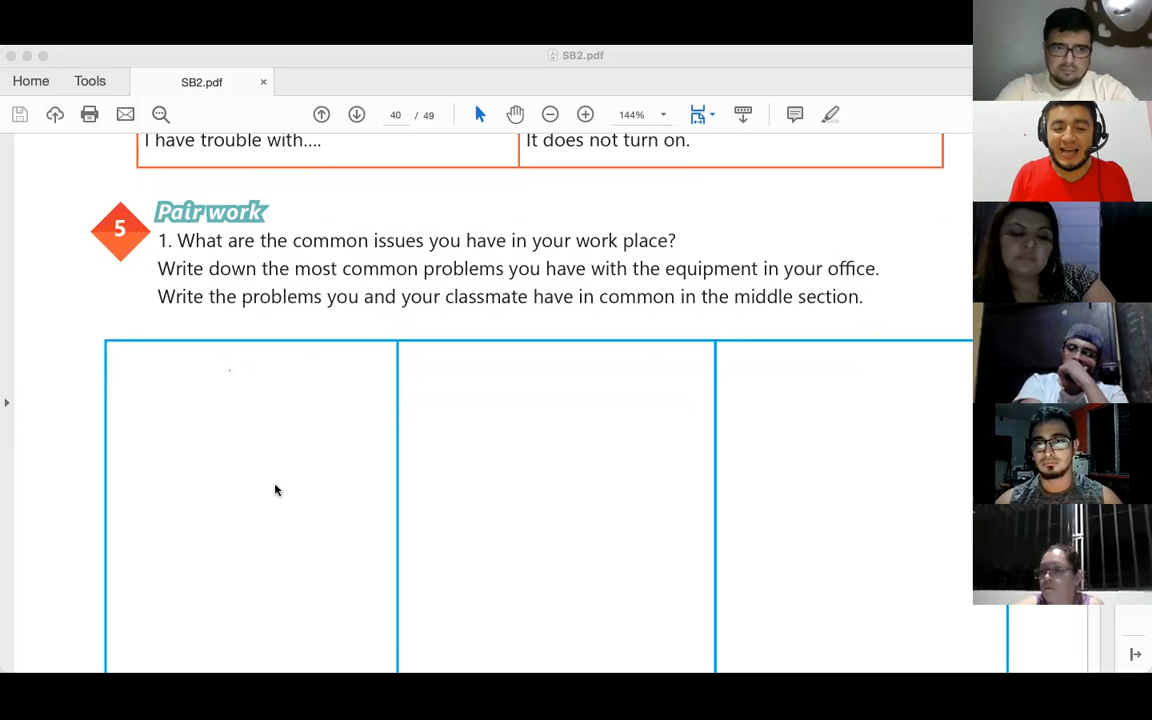 SB2.pdf
Home
Tools
SB2.pdf
×
40 / 49
144%
I have trouble with....
It does not turn on.
5
Pair work
1. What are the common issues you have in your work place?
Write down the most common problems you have with the equipment in your office.
Write the problems you and your classmate have in common in the middle section.